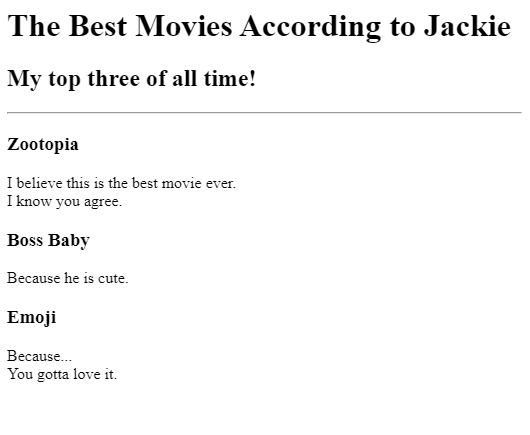 The Best Movies According to Jackie
My top three of all time!
Zootopia
I believe this is the best movie ever.
I know you agree.
Boss Baby
Because he is cute.
Emoji
Because...
You gotta love it.